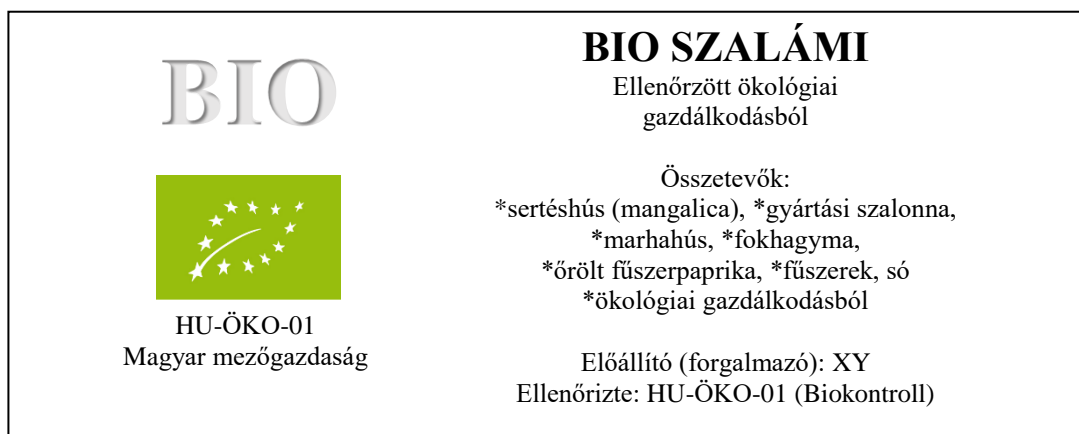 BIO
HU-ÖKO-01
Magyar mezőgazdaság
BIO SZALÁMI
Ellenőrzött ökológiai
gazdálkodásból
Összetevők:
*sertéshús (mangalica), *gyártási szalonna,
*marhahús, *fokhagyma,
*őrölt fűszerpaprika, *fűszerek, só
*ökológiai gazdálkodásból
Előállító (forgalmazó): XY
Ellenőrizte: HU-ÖKO-01 (Biokontroll)